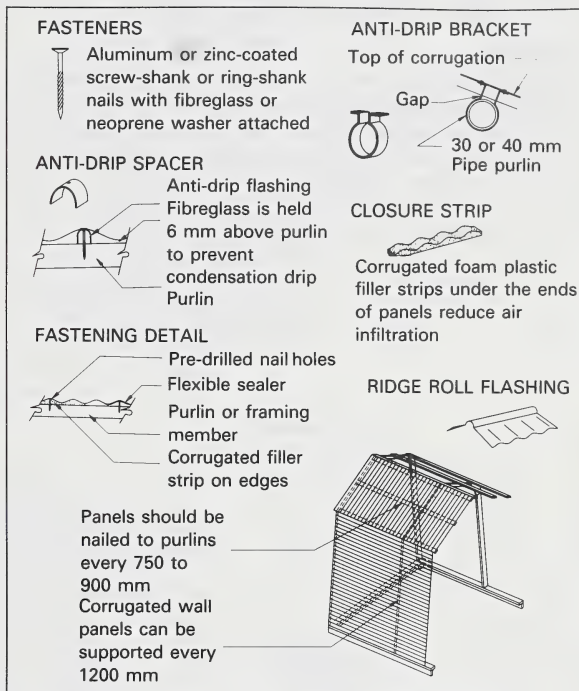 FASTENERS
Aluminum or zinc-coated
screw-shank or ring-shank
nails with fibreglass or
neoprene washer attached
ANTI-DRIP SPACER
Anti-drip flashing
Fibreglass is held
6 mm above purlin
to prevent
condensation drip
Purlin
FASTENING DETAIL
Pre-drilled nail holes
Flexible sealer
Purlin or framing
member
Corrugated filler
strip on edges
Panels should be
nailed to purlins
every 750 to
900 mm
Corrugated wall
panels can be
supported every
1200 mm
ANTI-DRIP BRACKET
Top of corrugation
Gap
30 or 40 mm
Pipe purlin
CLOSURE STRIP
Corrugated foam plastic
filler strips under the ends
of panels reduce air
infiltration
RIDGE ROLL FLASHING